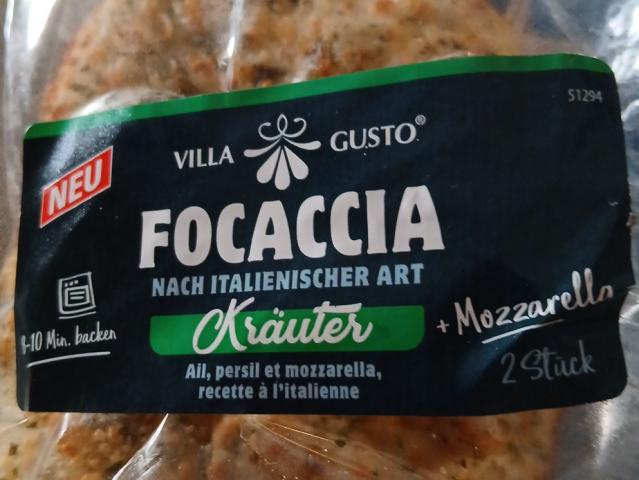 51294
VILLA GUSTO®
NEU
FOCACCIA
NACH ITALIENISCHER ART
Kräuter
+ Mozzarella
-10 Min. backen
2 Stück
Ail, persil et mozzarella,
recette à l'italienne